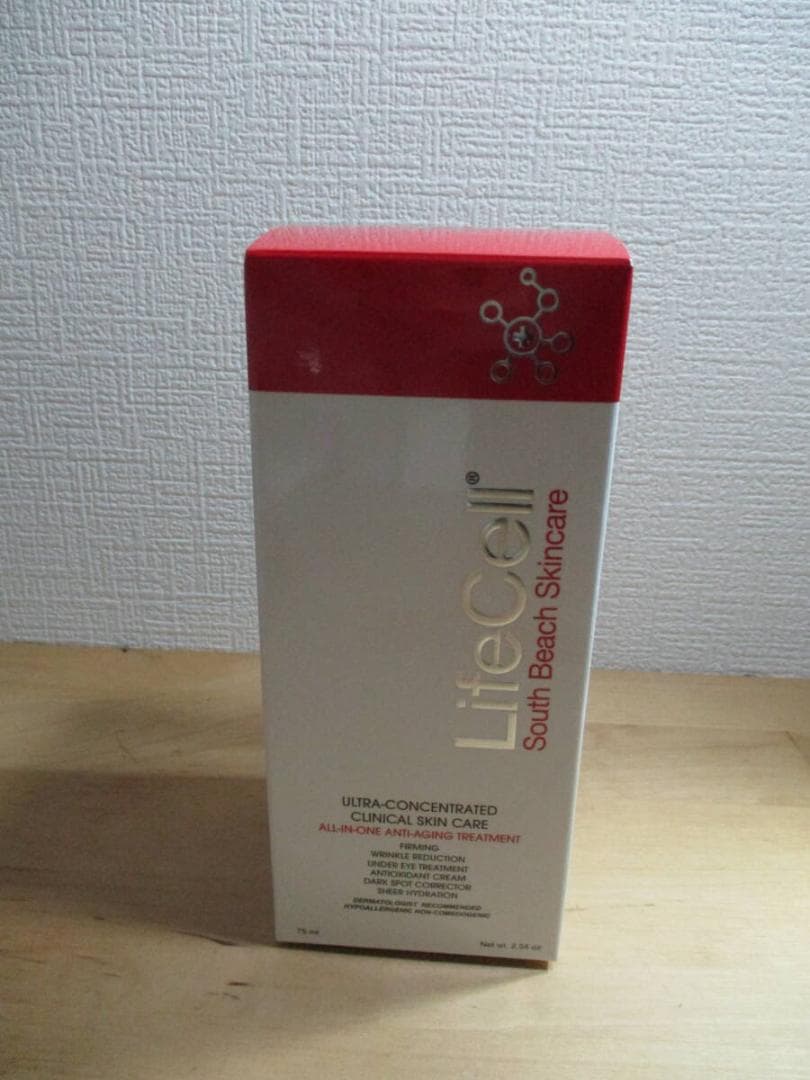 LifeCell®
South Beach Skincare
ULTRA-CONCENTRATED
CLINICAL SKIN CARE
ALL-IN-ONE ANTI-AGING TREATMENT
FIRMING
WRINKLE REDUCTION
UNDER EYE TREATMENT
ANTIOXIDANT CREAM
DARK SPOT CORRECTOR
SHEER HYDRATION
DERMATOLOGIST RECOMMENDED
HYPOALLERGENIC NON-COMEDOGENIC
75 ml
Net wt. 2.54 oz